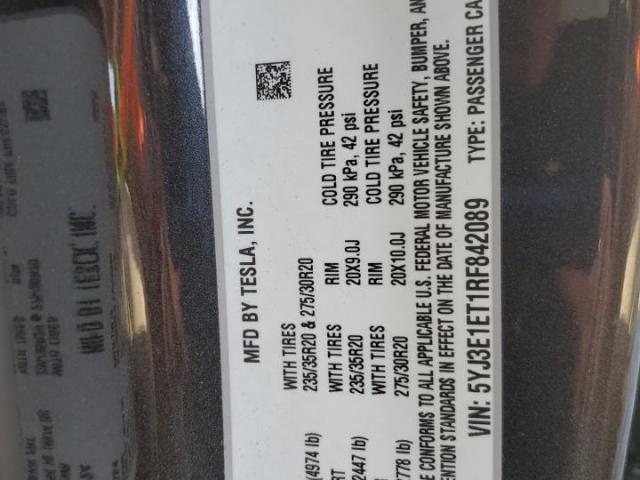 MFD BY TESLA, INC.
WITH TIRES
235/35R20 & 275/30R20
(4974 lb)
WITH TIRES RIM COLD TIRE PRESSURE
2447 lb) 235/35R20 20X9.0J 290 kPa, 42 psi
WITH TIRES RIM COLD TIRE PRESSURE
2778 lb) 275/30R20 20X10.0J 290 kPa, 42 psi
E CONFORMS TO ALL APPLICABLE U.S. FEDERAL MOTOR VEHICLE SAFETY, BUMPER, AN
ENTION STANDARDS IN EFFECT ON THE DATE OF MANUFACTURE SHOWN ABOVE.
VIN: 5YJ3E1ET1RF842089 TYPE: PASSENGER CA